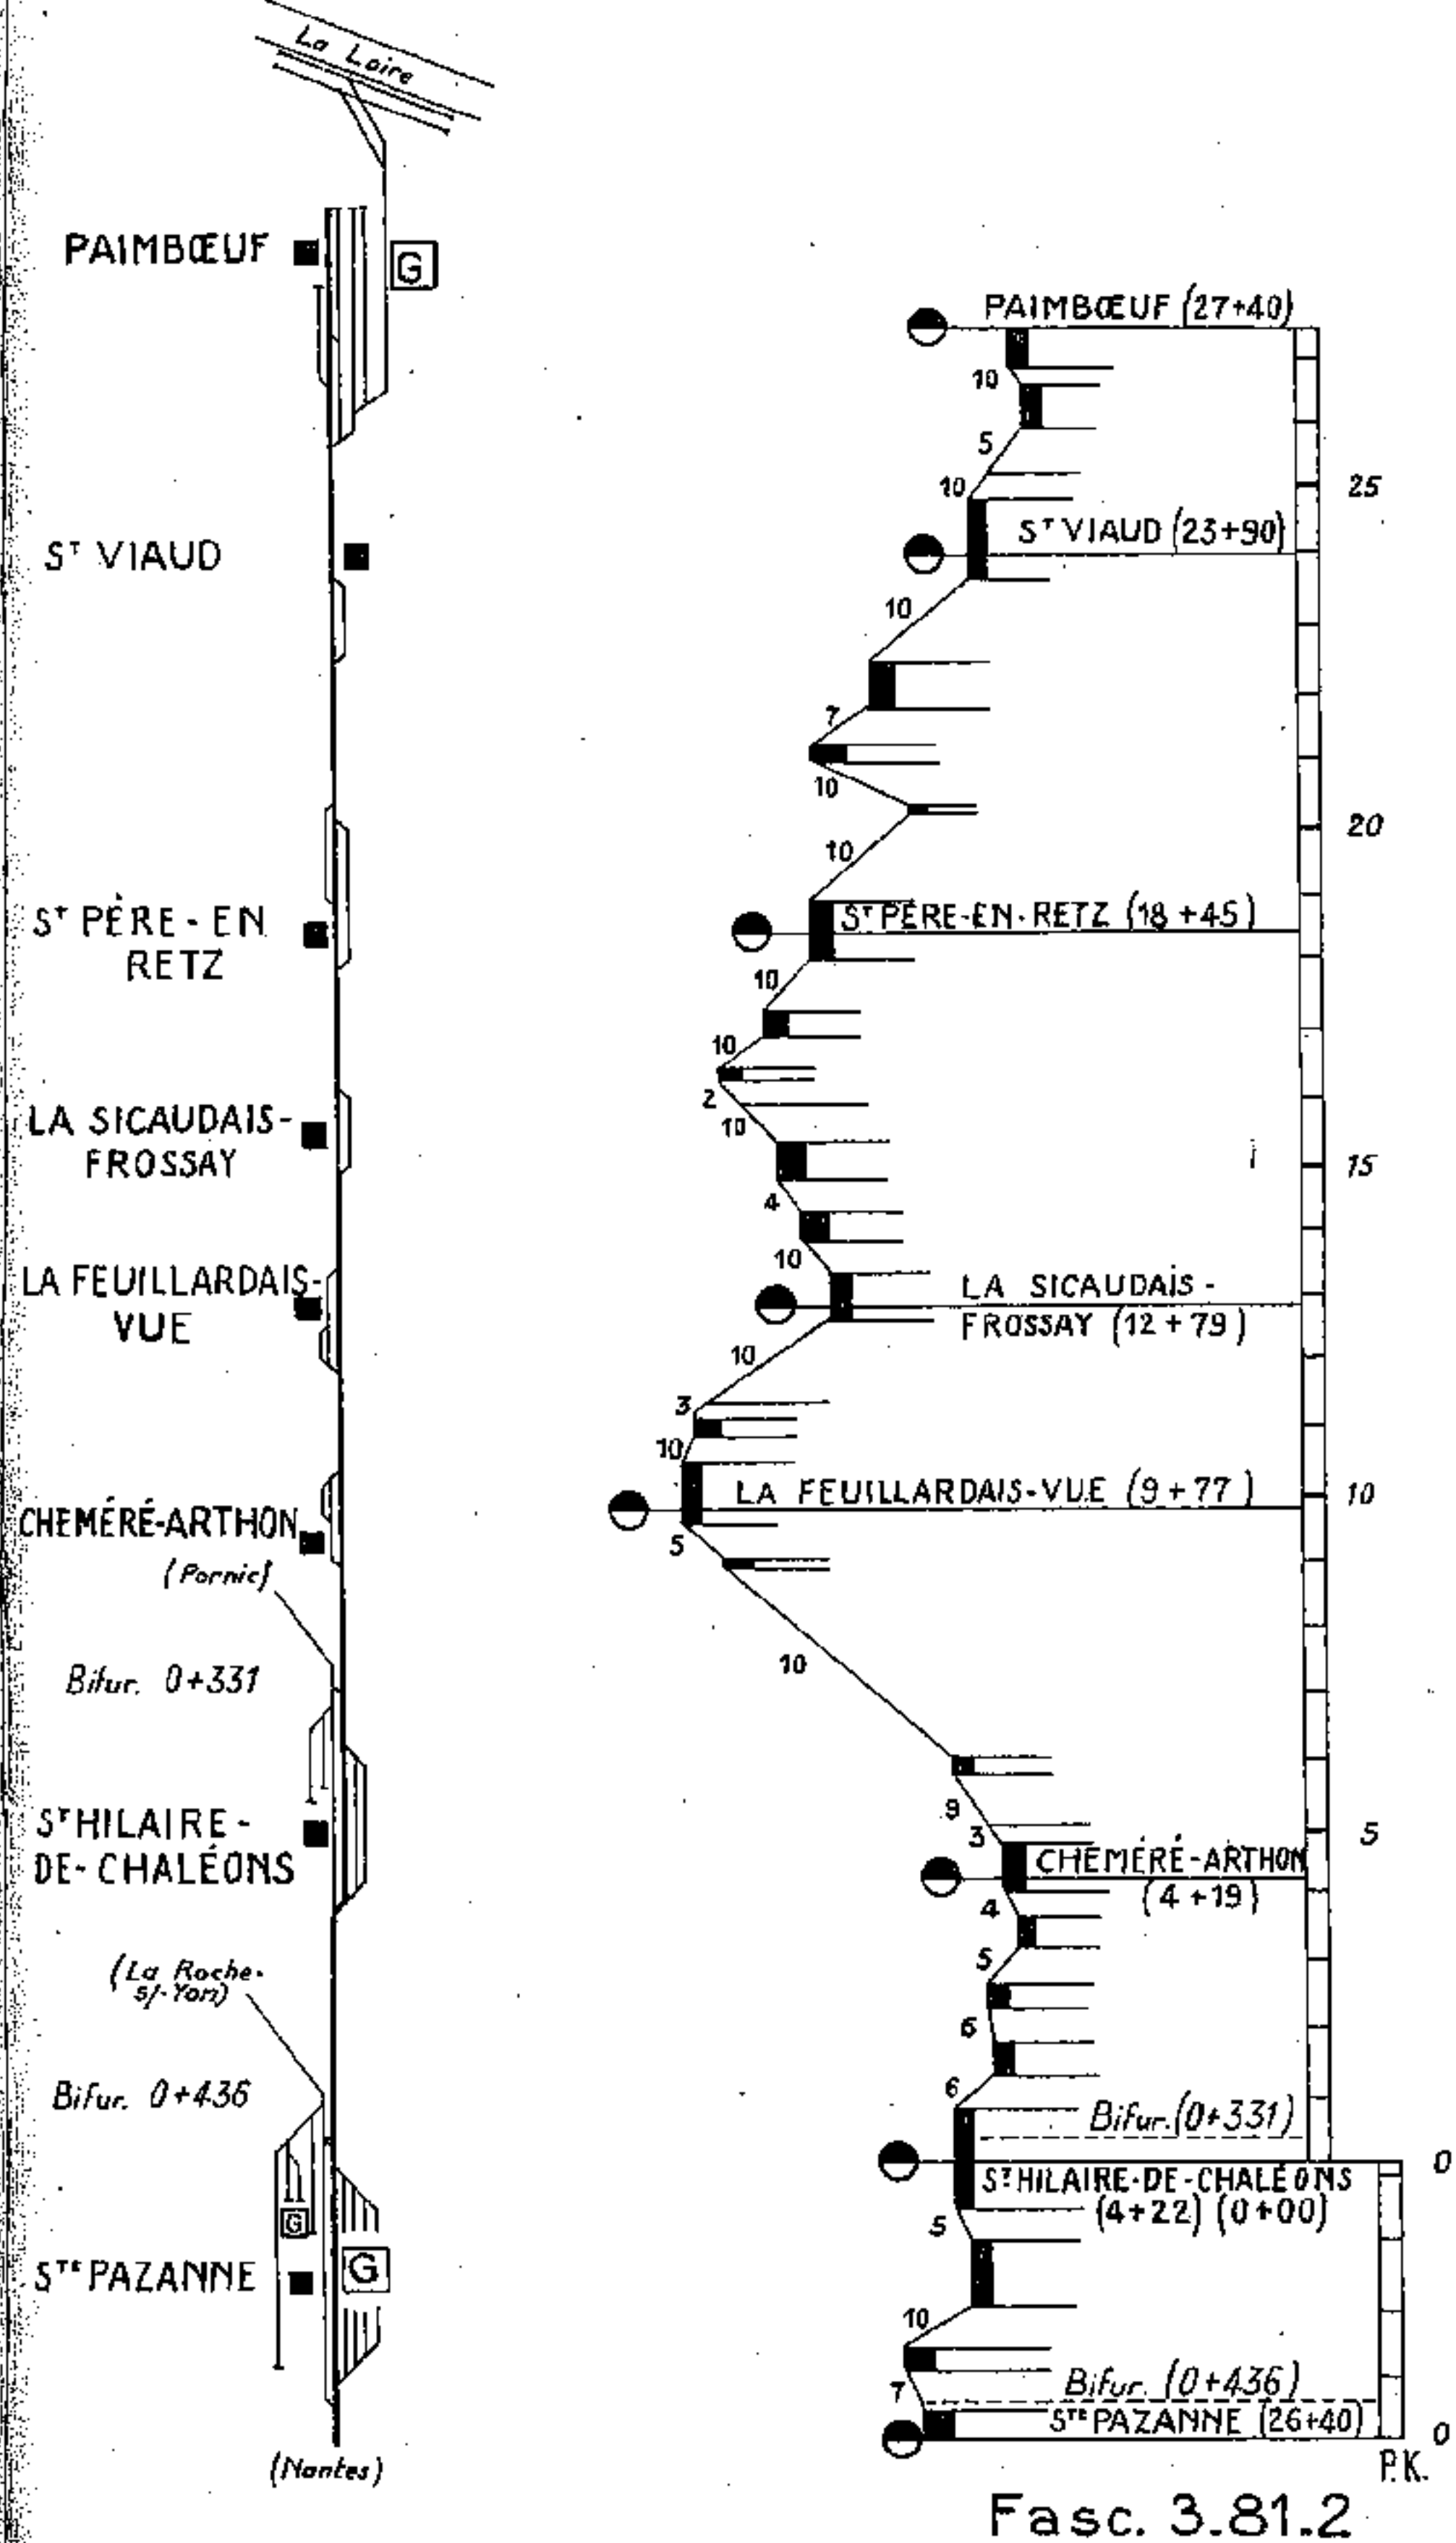 La Loire
PAIMBŒUF
G
Sᵀ VIAUD
Sᵀ PÈRE-EN
RETZ
LA SICAUDAIS-
FROSSAY
LA FEUILLARDAIS-
VUE
CHEMÉRÉ-ARTHON
(Pornic)
Bifur. 0+331
Sᵀ HILAIRE-
DE-CHALÉONS
(La Roche-
s/-Yon)
Bifur. 0+436
G
Sᵀᴱ PAZANNE
G
(Nantes)
PAIMBŒUF (27+40)
10
5
10
25
Sᵀ VIAUD (23+90)
10
7
10
20
10
Sᵀ PÈRE-EN-RETZ (18+45)
10
10
2
10
15
4
10
LA SICAUDAIS-
FROSSAY (12+79)
10
3
10
LA FEUILLARDAIS-VUE (9+77)
10
5
10
9
3
5
CHEMÉRÉ-ARTHON
(4+19)
4
5
6
6
Bifur. (0+331)
0
Sᵀ HILAIRE-DE-CHALÉONS
(4+22) (0+00)
5
10
7
Bifur. (0+436)
Sᵀᴱ PAZANNE (26+40)
0
P.K.
Fasc. 3.81.2